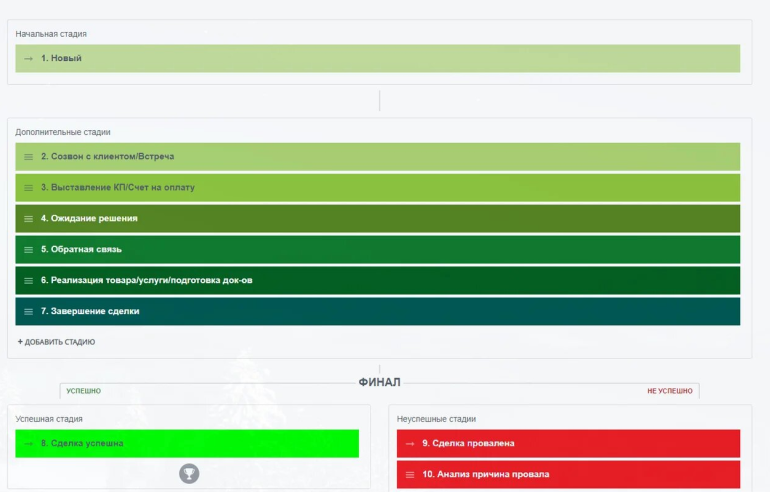 Начальная стадия
1. Новый
Дополнительные стадии
2. Созвон с клиентом/Встреча
3. Выставление КП/Счет на оплату
4. Ожидание решения
5. Обратная связь
6. Реализация товара/услуги/подготовка док-ов
7. Завершение сделки
+ ДОБАВИТЬ СТАДИЮ
ФИНАЛ
УСПЕШНО
НЕ УСПЕШНО
Успешная стадия
8. Сделка успешна
Неуспешные стадии
9. Сделка провалена
10. Анализ причина провала